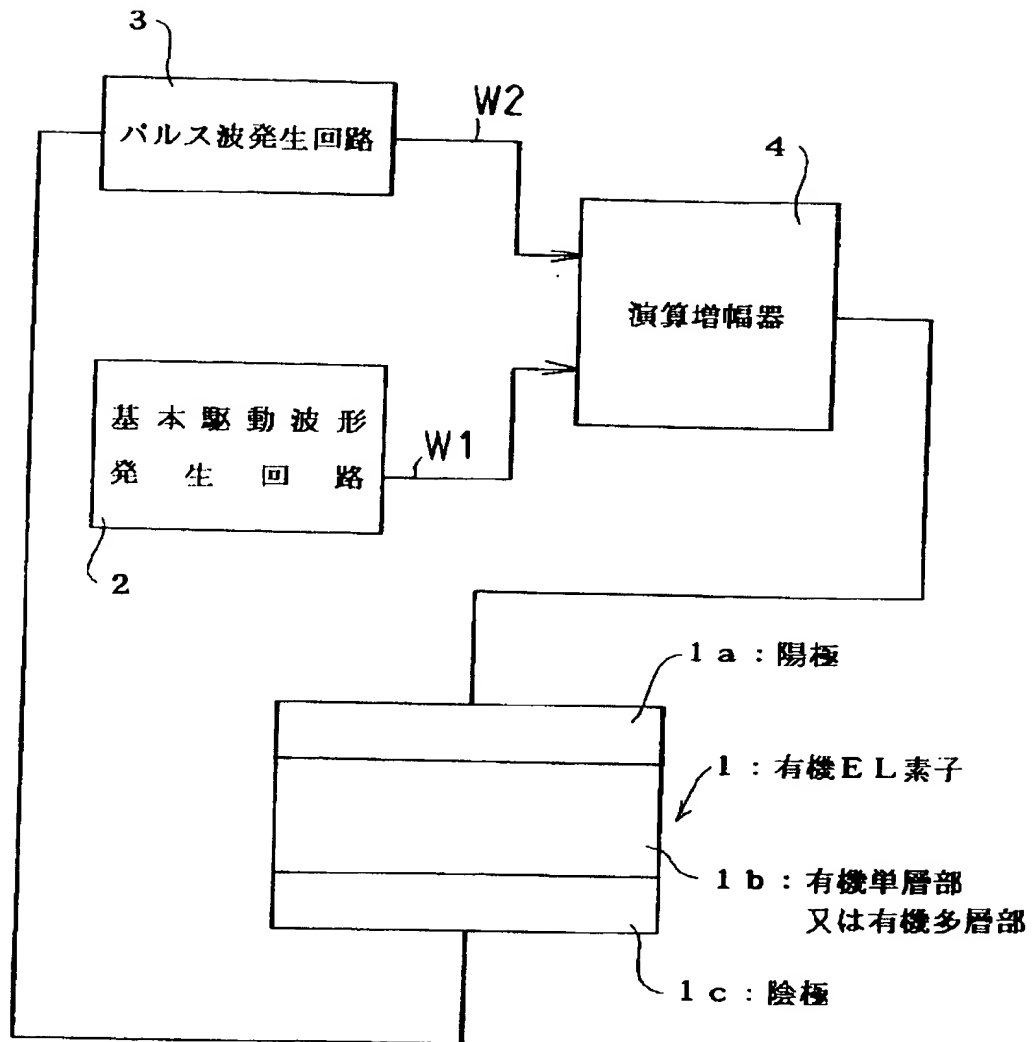 3
パルス波発生回路
W2
4
演算増幅器
基本駆動波形
発生回路
W1
2
1a:陽極
1:有機EL素子
1b:有機単層部
又は有機多層部
1c:陰極